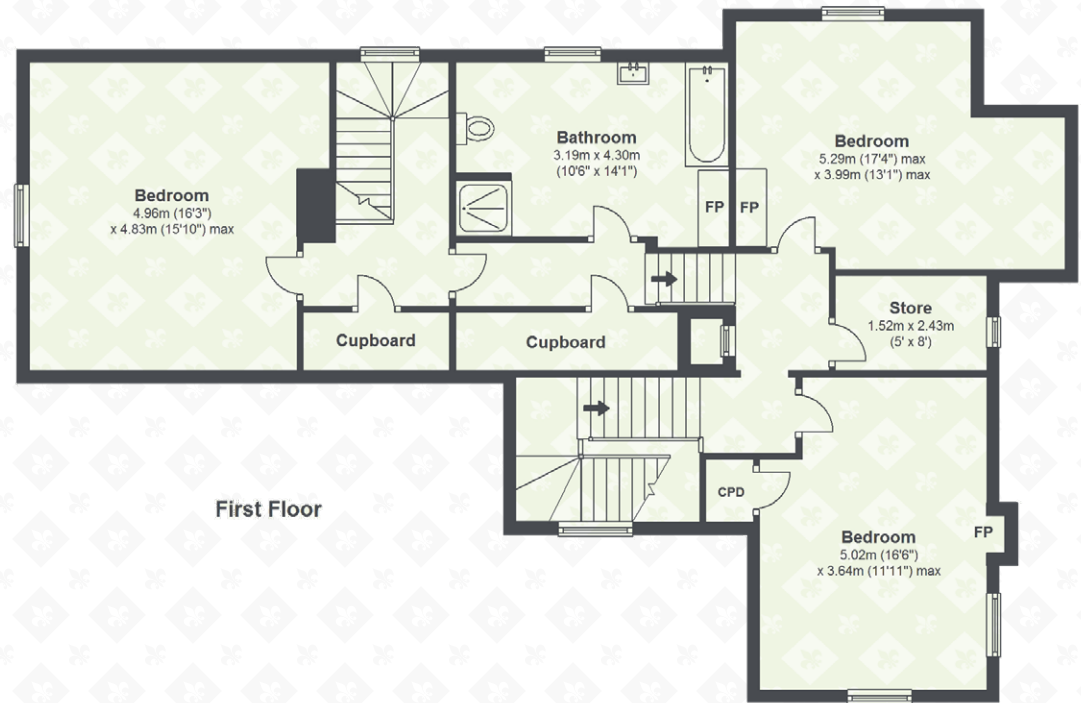 Bedroom
4.96m (16'3")
x 4.83m (15'10") max
Bathroom
3.19m x 4.30m
(10'6" x 14'1")
FP
FP
Bedroom
5.29m (17'4") max
x 3.99m (13'1") max
Store
1.52m x 2.43m
(5' x 8')
Cupboard
Cupboard
CPD
Bedroom
5.02m (16'6")
x 3.64m (11'11") max
FP
First Floor